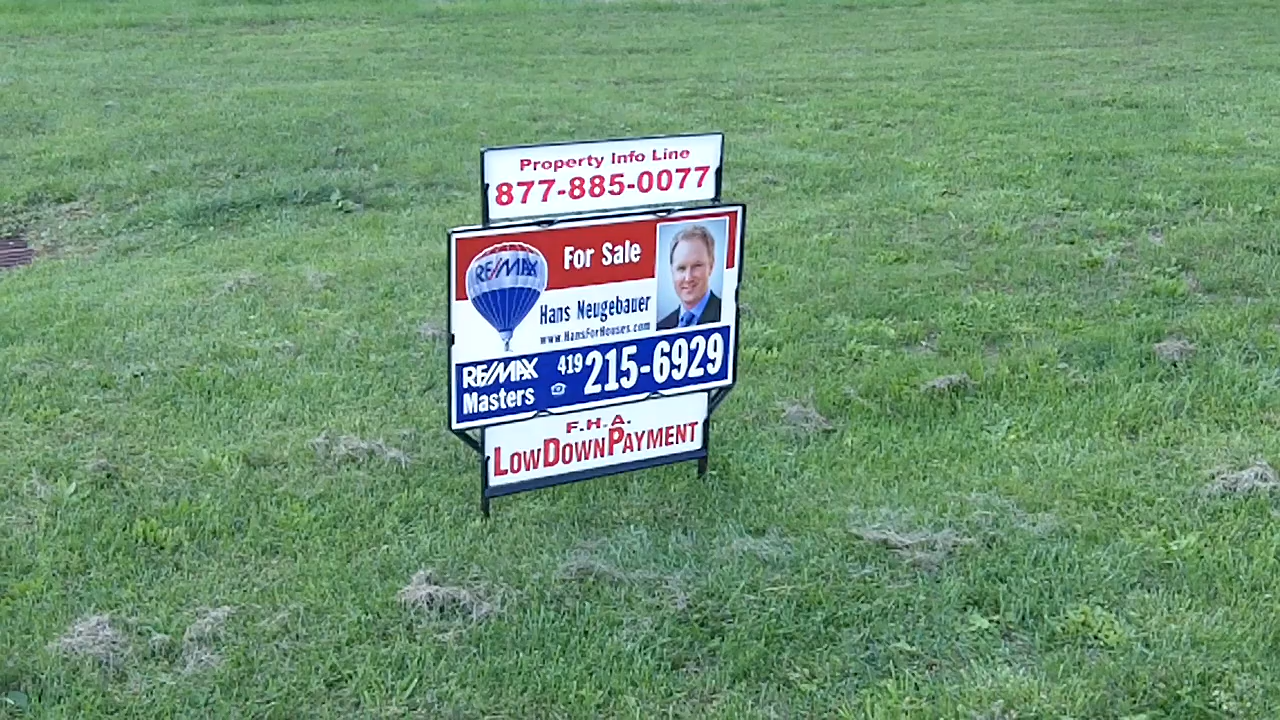 Property Info Line
877-885-0077
RE/MAX
For Sale
Hans Neugebauer
www.HansForHouses.com
RE/MAX
Masters
419 215-6929
F.H.A.
LOWDOWNPAYMENT